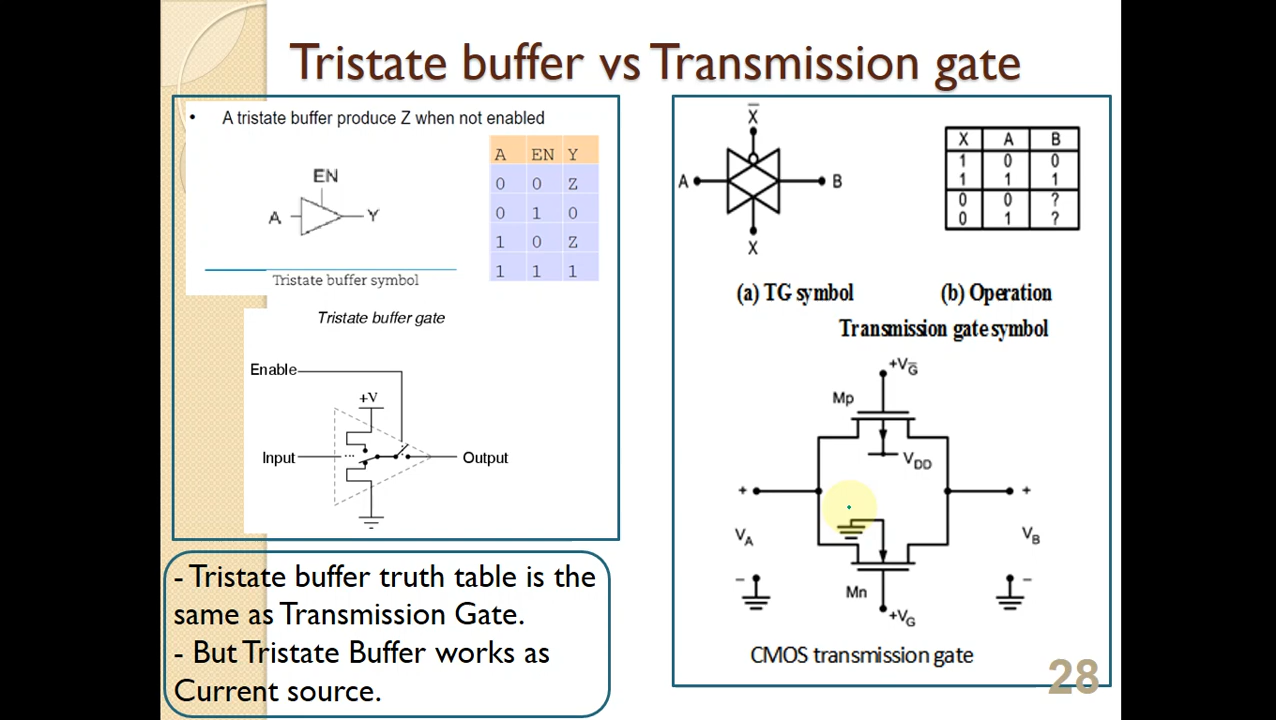 Tristate buffer vs Transmission gate
• A tristate buffer produce Z when not enabled
EN
A
Y
A EN Y
0 0 Z
0 1 0
1 0 Z
1 1 1
Tristate buffer symbol
Tristate buffer gate
Enable
+V
Input
Output
- Tristate buffer truth table is the
same as Transmission Gate.
- But Tristate Buffer works as
Current source.
X̅
A
B
X
X A B
1 0 0
1 1 1
0 0 ?
0 1 ?
(a) TG symbol
(b) Operation
Transmission gate symbol
+VG̅
Mp
VDD
+ +
VA
VB
- -
Mn
+VG
CMOS transmission gate
28